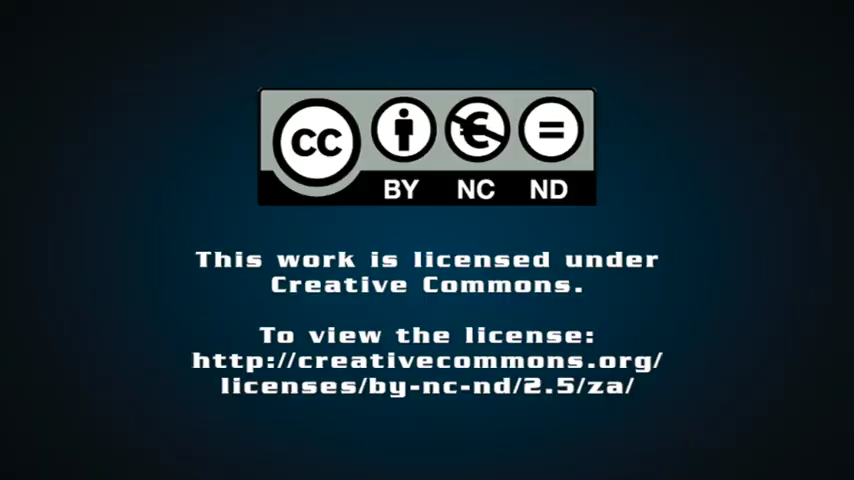 CC
BY NC ND
This work is licensed under
Creative Commons.
To view the license:
http://creativecommons.org/
licenses/by-nc-nd/2.5/za/